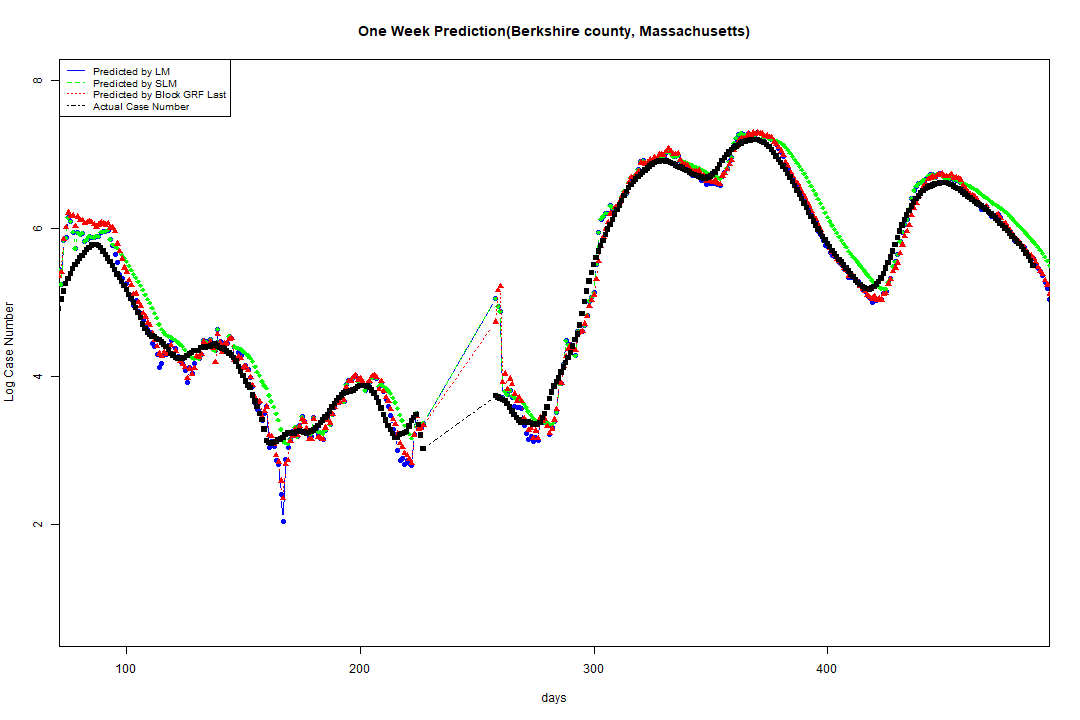 One Week Prediction(Berkshire county, Massachusetts)
Predicted by LM
Predicted by SLM
Predicted by Block GRF Last
Actual Case Number
8
6
4
2
Log Case Number
100 200 300 400
days